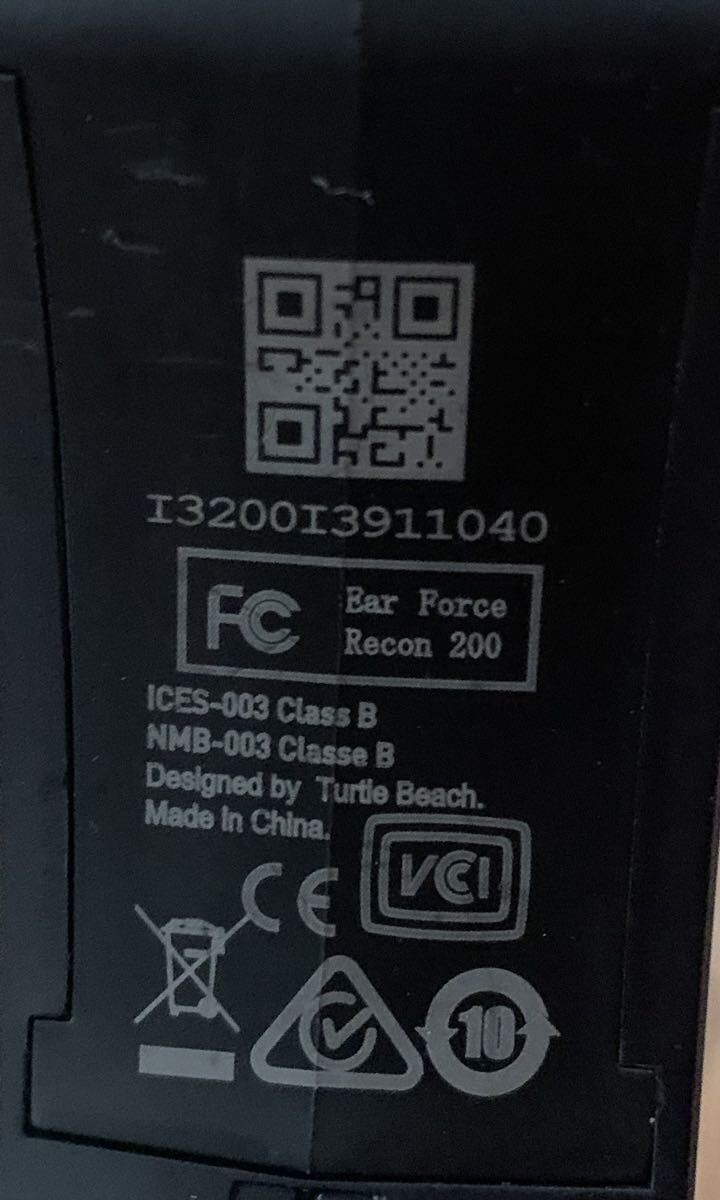 I3200I3911040
FC
Ear Force
Recon 200
ICES-003 Class B
NMB-003 Classe B
Designed by Turtle Beach.
Made in China.
CE
VCCI
10